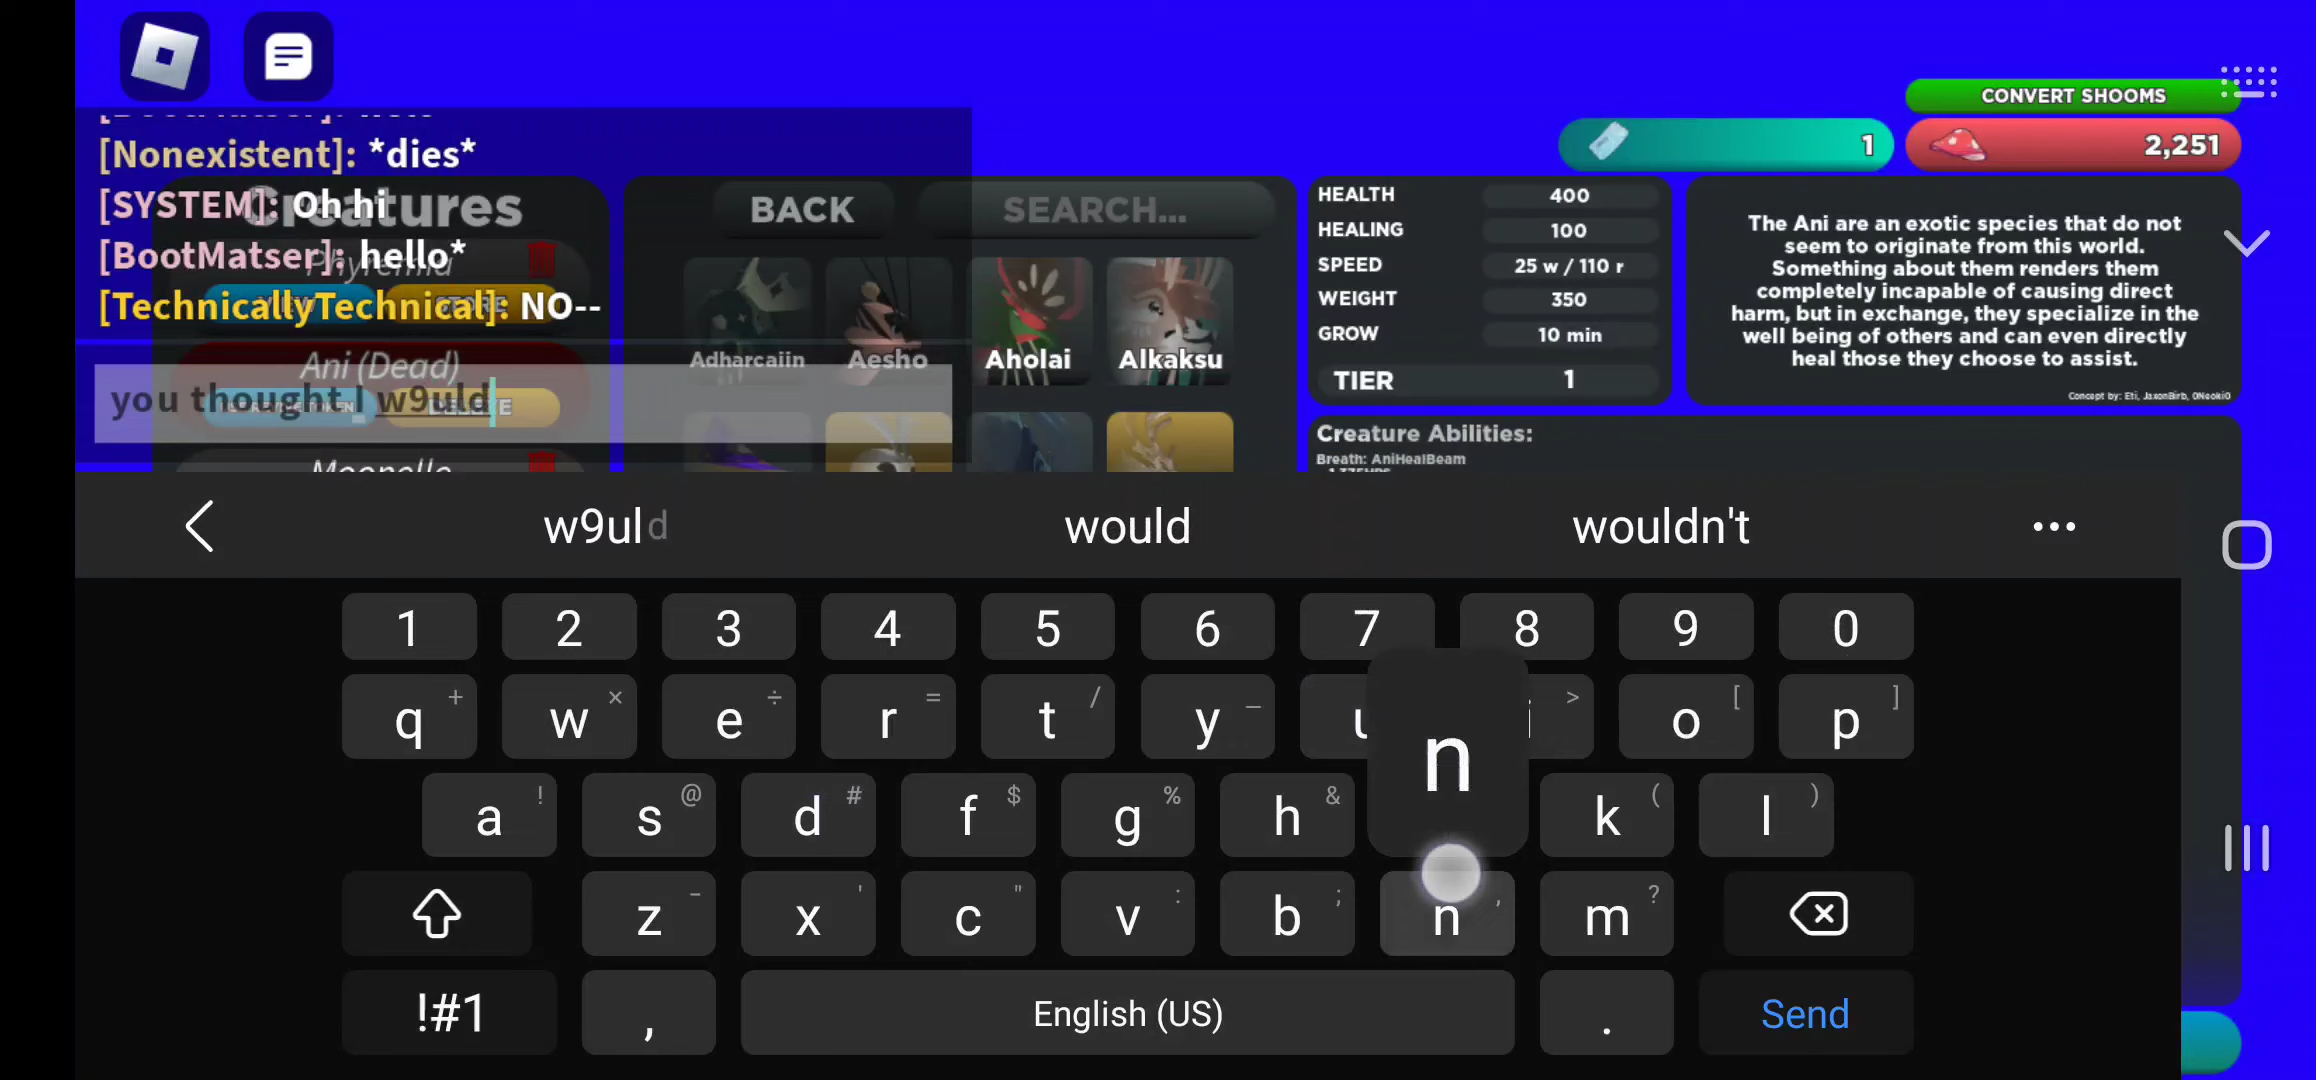 CONVERT SHOOMS
1
2,251
[Nonexistent]: *dies*
[SYSTEM]: Oh hi
[BootMatser]: hello*
[TechnicallyTechnical]: NO--
you thought I w9uld
Creatures
Phyremia
STORE
Ani (Dead)
DELETE
BACK
SEARCH...
Adharcaiin
Aesho
Aholai
Alkaksu
HEALTH 400
HEALING 100
SPEED 25 w / 110 r
WEIGHT 350
GROW 10 min
TIER 1
The Ani are an exotic species that do not
seem to originate from this world.
Something about them renders them
completely incapable of causing direct
harm, but in exchange, they specialize in the
well being of others and can even directly
heal those they choose to assist.
Concept by: Eti, JaxonBirb, 0Neoki0
Creature Abilities:
Breath: AniHealBeam
w9uld
would
wouldn't
1 2 3 4 5 6 7 8 9 0
q + w × e ÷ r = t / y _ u i > o [ p ]
a ! s @ d # f $ g % h & k ( l )
n
z - x ' c " v : b ; n , m ?
!#1 , English (US) . Send